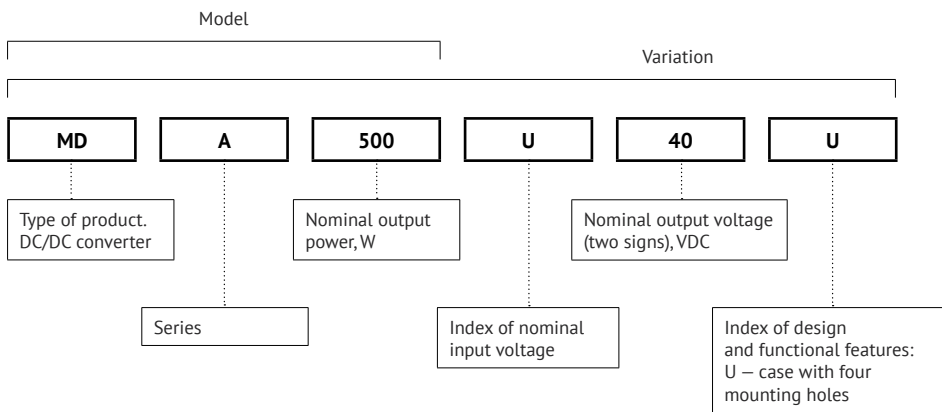 Model
Variation
MD A 500 U 40 U
Type of product.
DC/DC converter
Nominal output
power, W
Nominal output voltage
(two signs), VDC
Series
Index of nominal
input voltage
Index of design
and functional features:
U — case with four
mounting holes